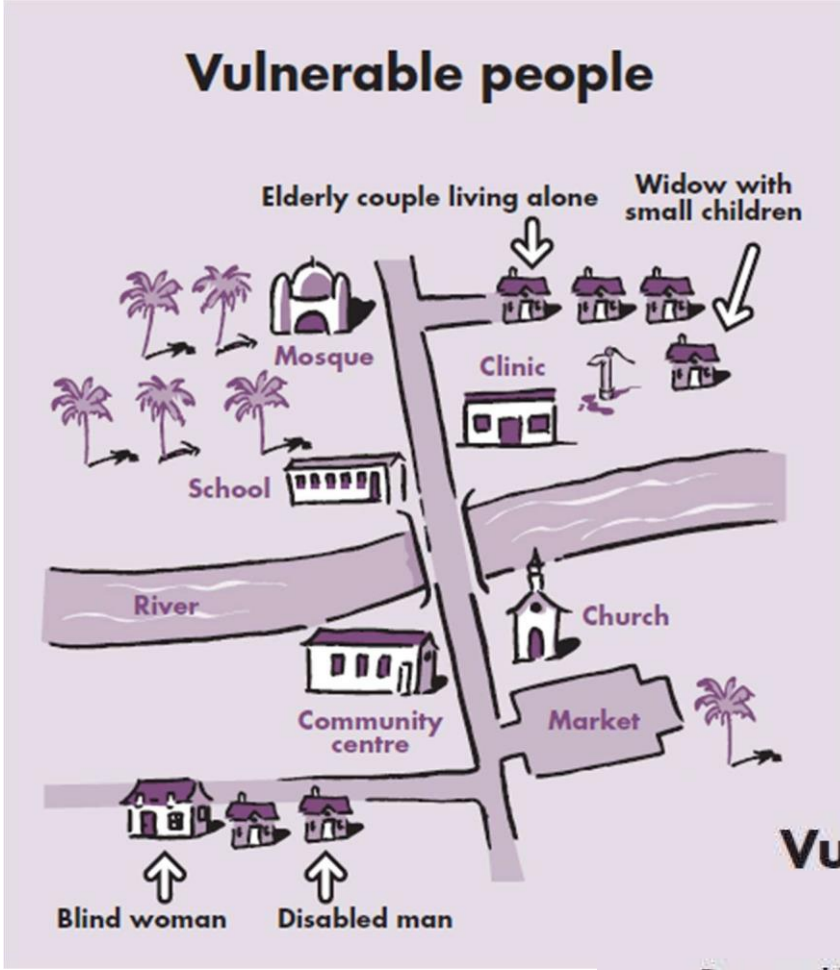 Vulnerable people
Elderly couple living alone
Widow with
small children
Mosque
Clinic
School
River
Church
Community
centre
Market
Vu
Blind woman
Disabled man